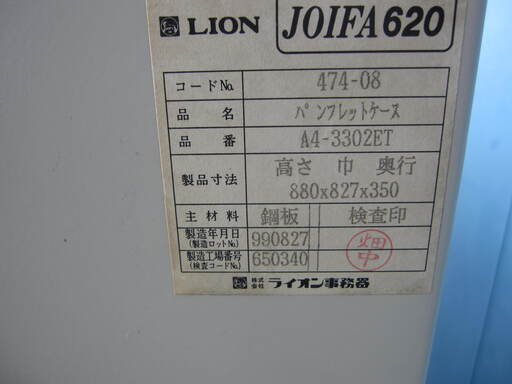 LION JOIFA620
コードNo. 474-08
品名 パンフレットケース
品番 A4-3302ET
製品寸法 高さ 巾 奥行
880x827x350
主材料 鋼板 検査印
製造年月日 (製造ロットNo.) 990827
製造工場番号 (検査コードNo.) 650340
畑中
株式会社 ライオン事務器